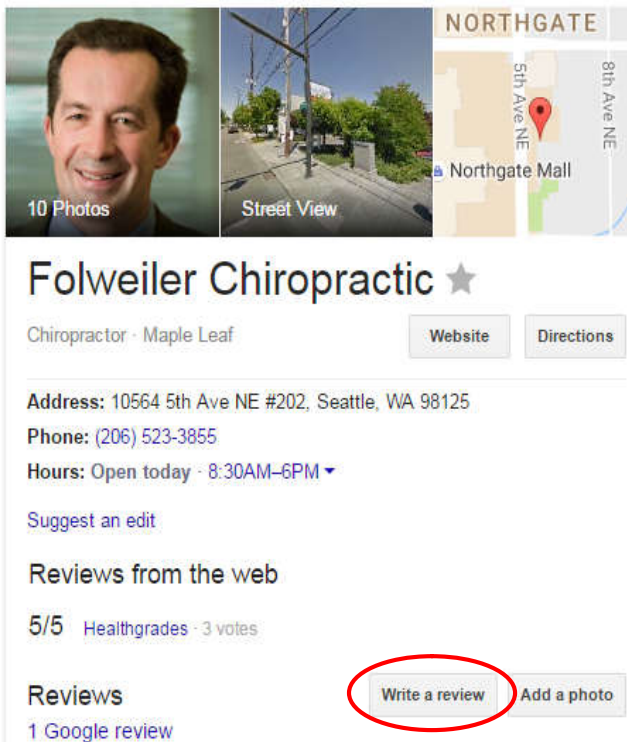 10 Photos
Street View
NORTHGATE
5th Ave NE
8th Ave NE
Northgate Mall
Folweiler Chiropractic
Chiropractor · Maple Leaf
Website
Directions
Address: 10564 5th Ave NE #202, Seattle, WA 98125
Phone: (206) 523-3855
Hours: Open today · 8:30AM–6PM
Suggest an edit
Reviews from the web
5/5 Healthgrades · 3 votes
Reviews
Write a review
Add a photo
1 Google review